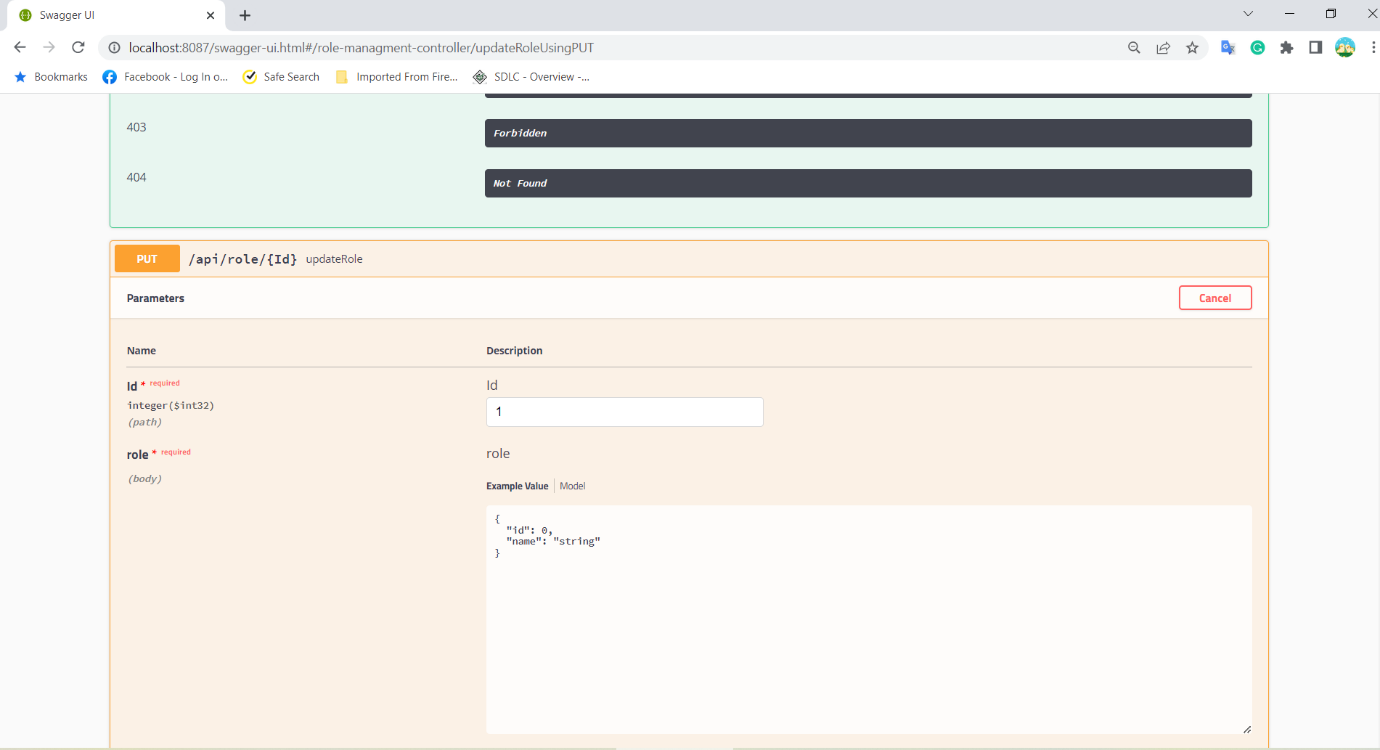 Swagger UI
localhost:8087/swagger-ui.html#/role-managment-controller/updateRoleUsingPUT
Bookmarks Facebook - Log In o... Safe Search Imported From Fire... SDLC - Overview -...
403 Forbidden
404 Not Found
PUT /api/role/{Id} updateRole
Parameters Cancel
Name Description
Id * required Id
integer($int32) 1
(path)
role * required role
(body)
Example Value Model
{
"id": 0,
"name": "string"
}